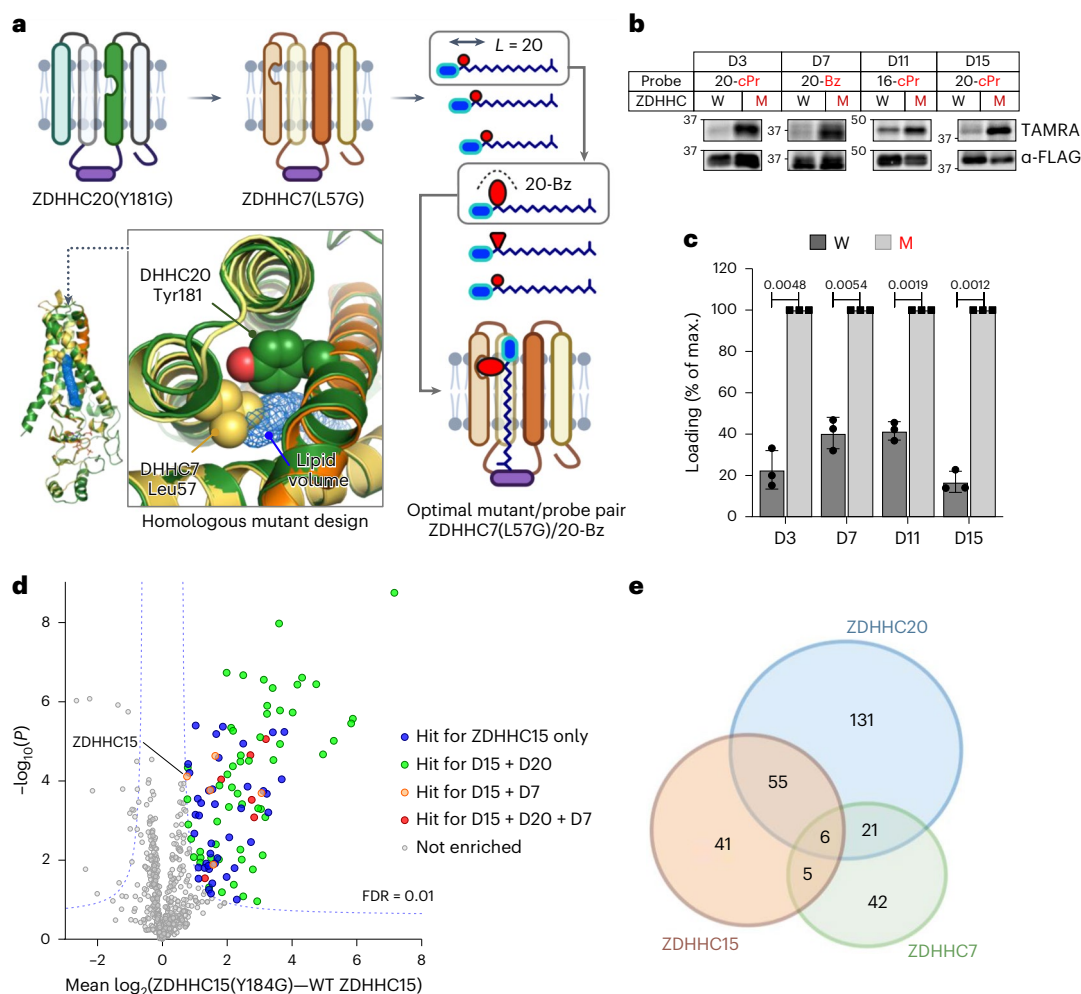 a
ZDHHC20(Y181G)
ZDHHC7(L57G)
L = 20
20-Bz
DHHC20
Tyr181
DHHC7
Leu57
Lipid
volume
Homologous mutant design
Optimal mutant/probe pair
ZDHHC7(L57G)/20-Bz
b
D3 D7 D11 D15
Probe 20-cPr 20-Bz 16-cPr 20-cPr
ZDHHC W M W M W M W M
37 37 50 37 TAMRA
37 37 50 37 α-FLAG
c
W M
Loading (% of max.)
120
100
80
60
40
20
0
0.0048 0.0054 0.0019 0.0012
D3 D7 D11 D15
d
−log10(P)
8
6
4
2
0
ZDHHC15
FDR = 0.01
−2 0 2 4 6 8
Mean log2(ZDHHC15(Y184G)—WT ZDHHC15)
Hit for ZDHHC15 only
Hit for D15 + D20
Hit for D15 + D7
Hit for D15 + D20 + D7
Not enriched
e
ZDHHC20
131
55
41
6
21
5
42
ZDHHC15
ZDHHC7